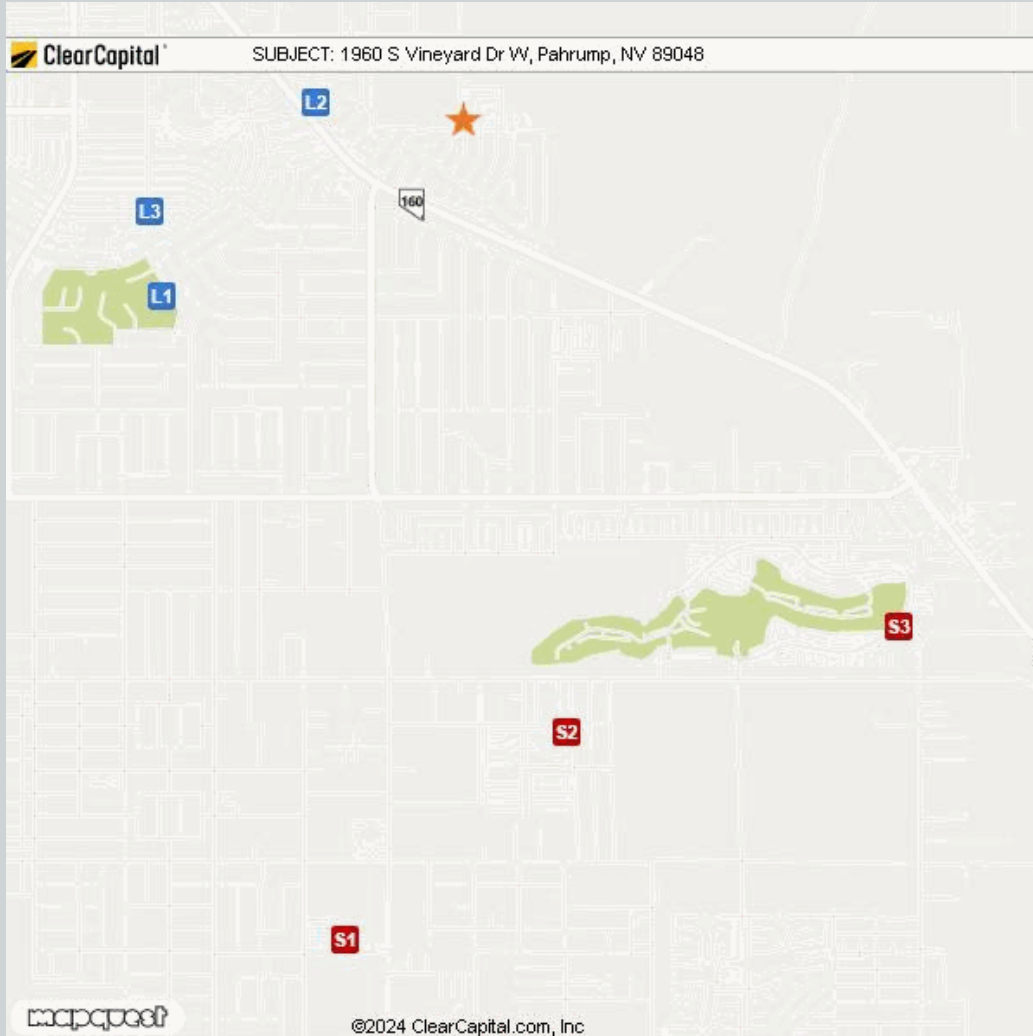 ClearCapital
SUBJECT: 1960 S Vineyard Dr W, Pahrump, NV 89048
L2
160
L3
L1
S3
S2
S1
mapquest
©2024 ClearCapital.com, Inc